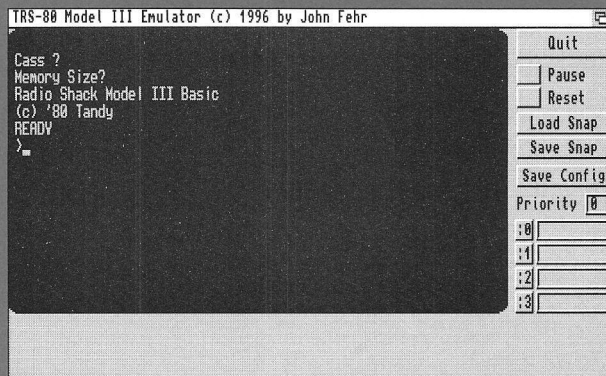 TRS-80 Model III Emulator (c) 1996 by John Fehr
Cass ?
Memory Size?
Radio Shack Model III Basic
(c) '80 Tandy
READY
>_
Quit
Pause
Reset
Load Snap
Save Snap
Save Config
Priority 0
:0
:1
:2
:3